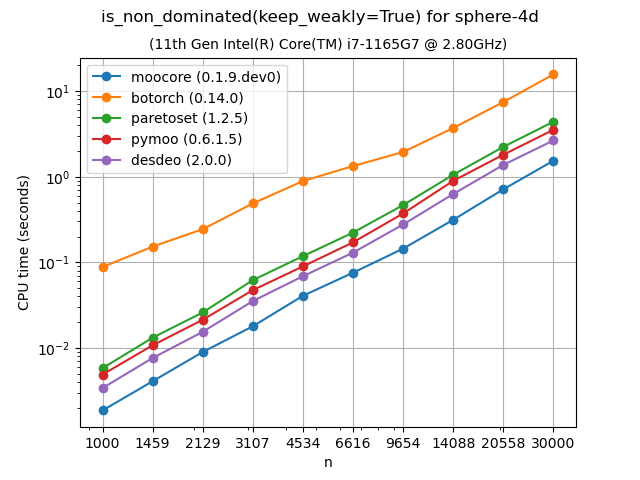 is_non_dominated(keep_weakly=True) for sphere-4d
(11th Gen Intel(R) Core(TM) i7-1165G7 @ 2.80GHz)
moocore (0.1.9.dev0)
botorch (0.14.0)
paretoset (1.2.5)
pymoo (0.6.1.5)
desdeo (2.0.0)
CPU time (seconds)
10¹
10⁰
10⁻¹
10⁻²
1000 1459 2129 3107 4534 6616 9654 14088 20558 30000
n